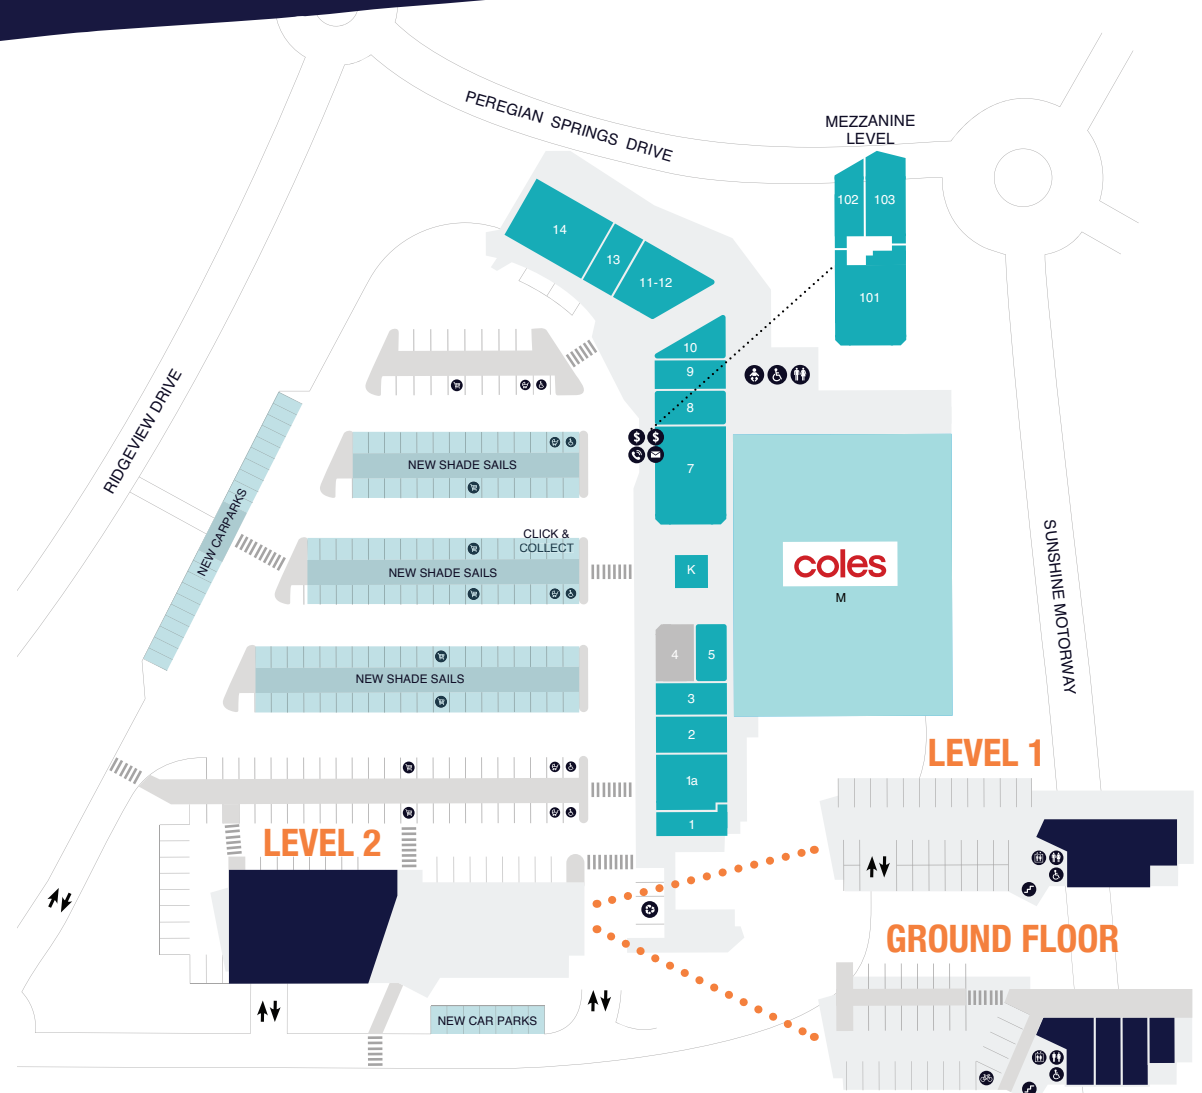 PEREGIAN SPRINGS DRIVE
MEZZANINE
LEVEL
102
103
101
14
13
11-12
10
9
8
7
RIDGEVIEW DRIVE
NEW CARPARKS
NEW SHADE SAILS
CLICK &
COLLECT
NEW SHADE SAILS
NEW SHADE SAILS
$ $
K
coles
M
SUNSHINE MOTORWAY
4
5
3
2
1a
1
LEVEL 1
LEVEL 2
GROUND FLOOR
NEW CAR PARKS